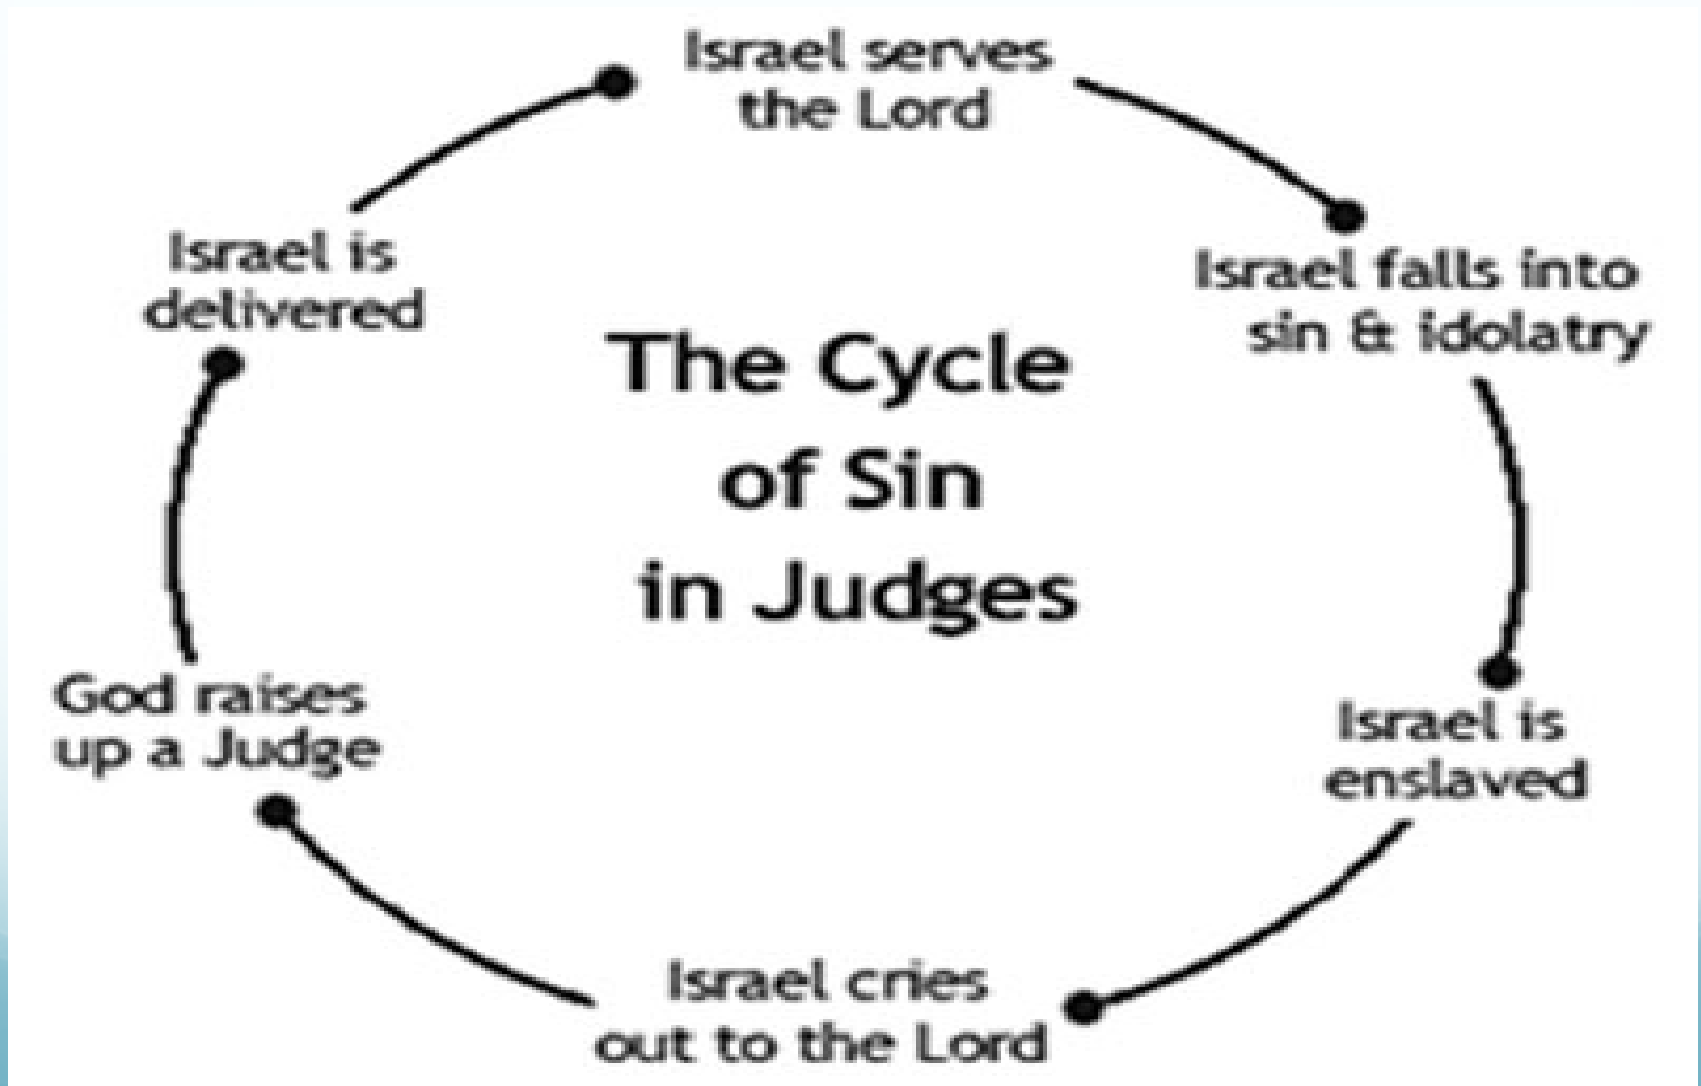 Israel serves
the Lord
Israel falls into
sin & idolatry
Israel is
enslaved
Israel cries
out to the Lord
God raises
up a Judge
Israel is
delivered
The Cycle
of Sin
in Judges